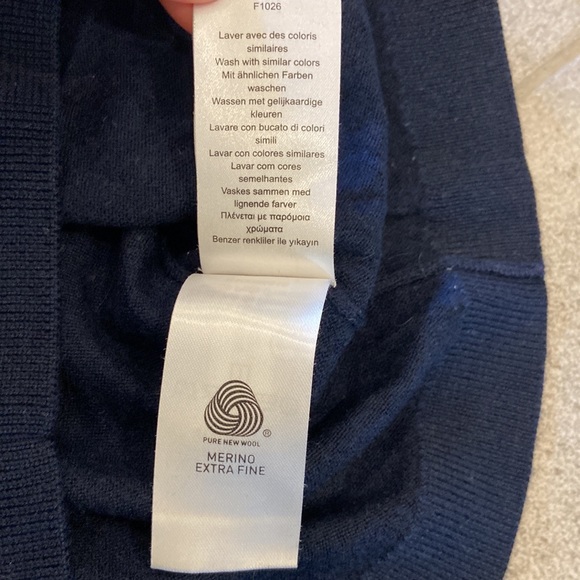 F1026
Laver avec des coloris
similaires
Wash with similar colors
Mit ähnlichen Farben
waschen
Wassen met gelijkaardige
kleuren
Lavare con bucato di colori
simili
Lavar con colores similares
Lavar com cores
semelhantes
Vaskes sammen med
lignende farver
Πλένεται με παρόμοια
χρώματα
Benzer renkliler ile yıkayın
PURE NEW WOOL ®
MERINO
EXTRA FINE